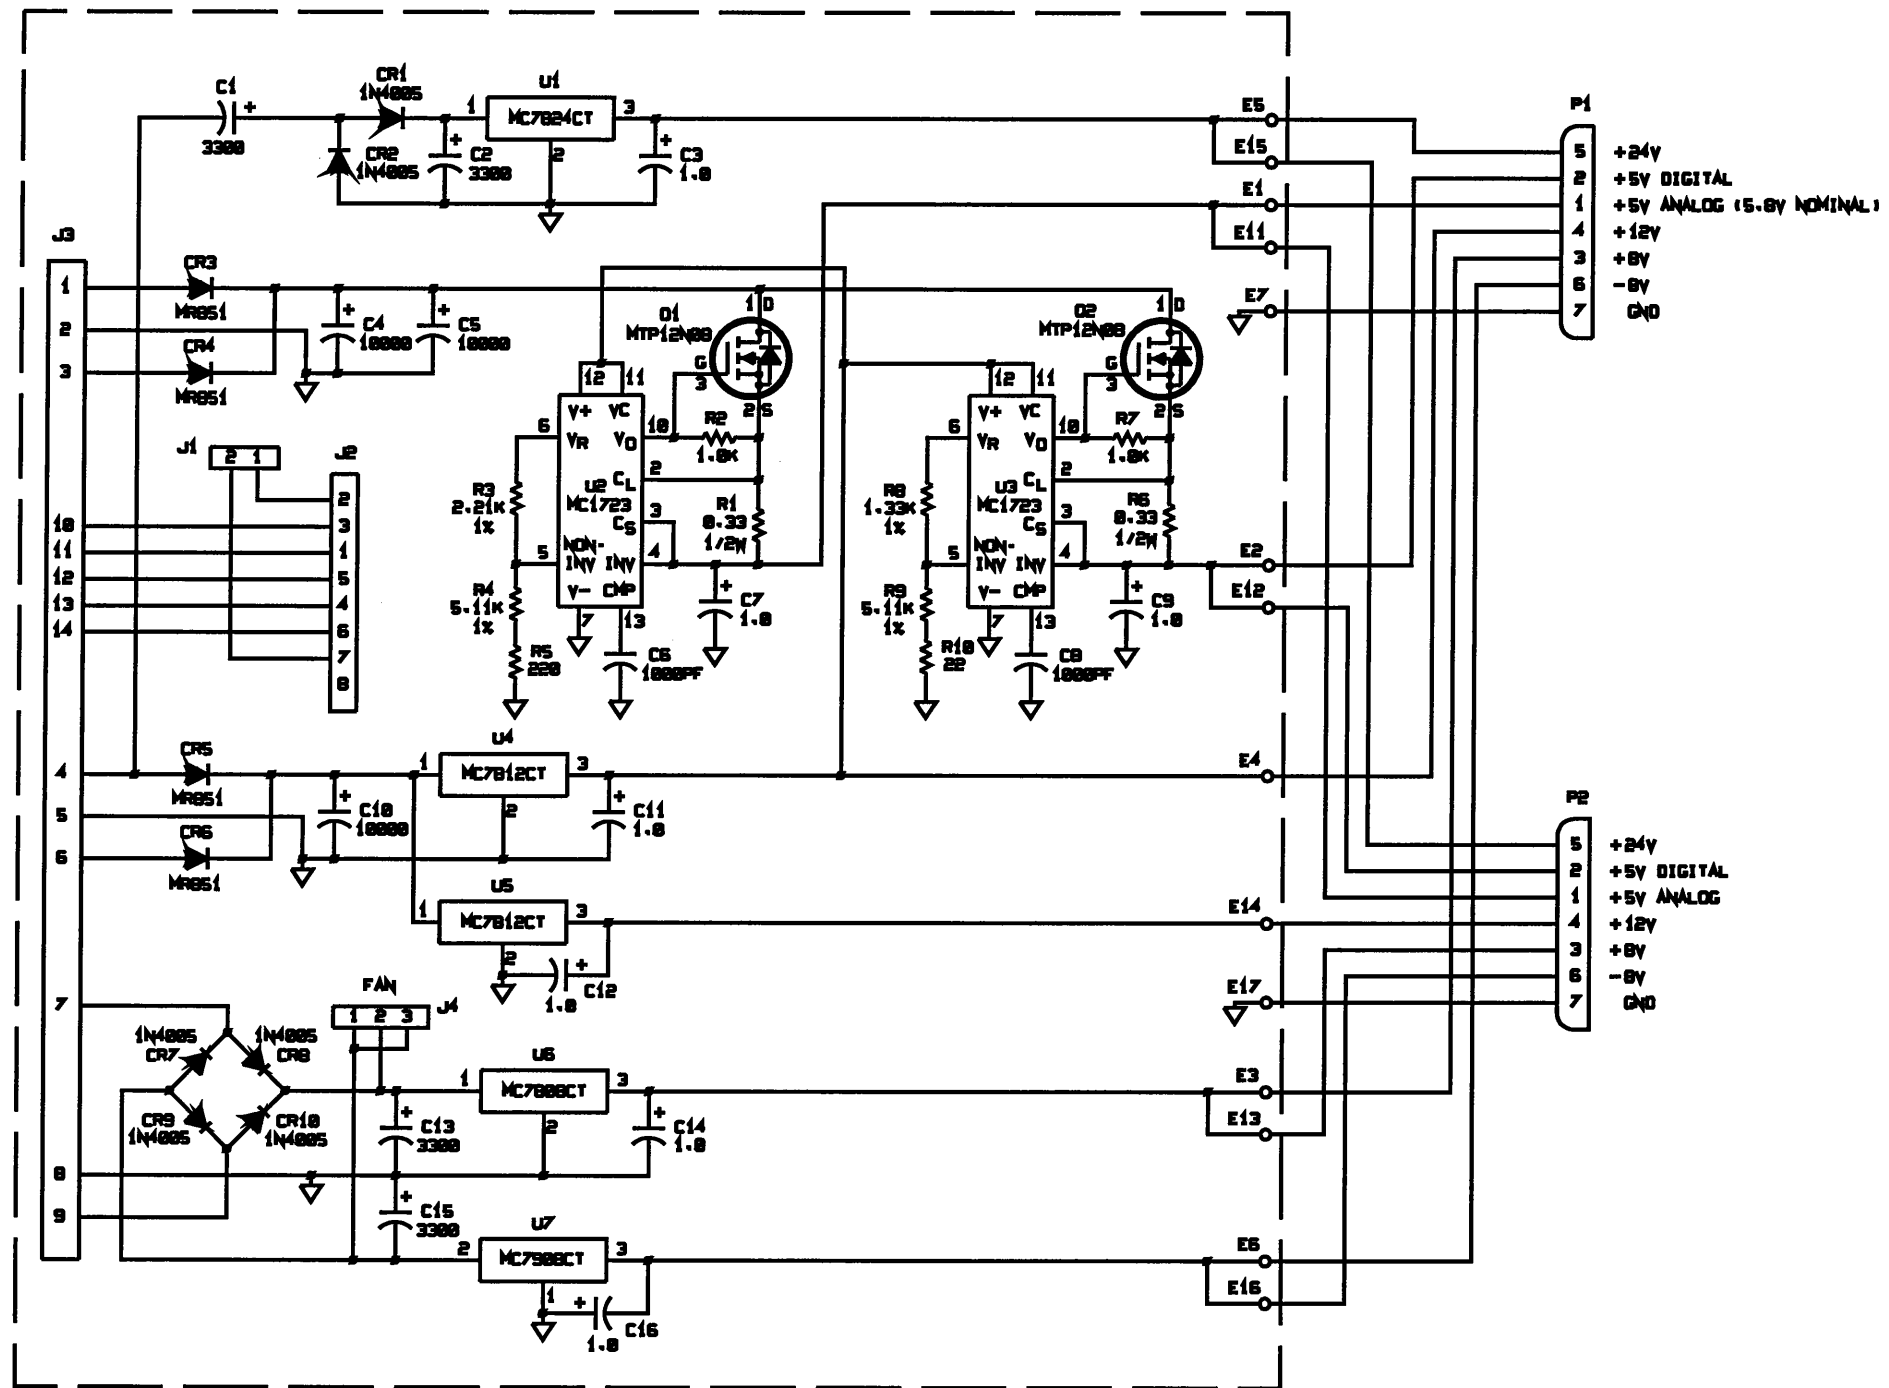 C1
+
3300
CR1
1N4005
CR2
1N4005
1
U1
MC7824CT
3
2
+
C2
3300
+
C3
1.0
E5
E15
E1
E11
E7
P1
5 +24V
2 +5V DIGITAL
1 +5V ANALOG (5.8V NOMINAL)
4 +12V
3 +8V
6 -8V
7 GND
J3
1
2
3
10
11
12
13
14
4
5
6
7
8
9
CR3
MR851
CR4
MR851
+
C4
10000
+
C5
10000
J1
2 1
J2
2
3
1
5
4
6
7
8
Q1
MTP12N08
1 D
G
3
2 S
12 11
V+ VC
6
VR
10
VO
R2
1.0K
2
CL
U2
MC1723
3
CS
R1
0.33
1/2W
R3
2.21K
1%
5
NON-
INV INV
4
V- CMP
7
13
R4
5.11K
1%
R5
220
C6
1000PF
+
C7
1.0
Q2
MTP12N08
1 D
G
3
2 S
12 11
V+ VC
6
VR
10
VO
R7
1.0K
2
CL
U3
MC1723
3
CS
R6
0.33
1/2W
R8
1.33K
1%
5
NON-
INV INV
4
V- CMP
7
13
R9
5.11K
1%
R10
22
C8
1000PF
+
C9
1.0
E2
E12
CR5
MR851
CR6
MR851
+
C10
10000
1
U4
MC7812CT
3
2
+
C11
1.0
E4
1
U5
MC7812CT
3
2
+
C12
1.0
E14
E17
P2
5 +24V
2 +5V DIGITAL
1 +5V ANALOG
4 +12V
3 +8V
6 -8V
7 GND
FAN
1 2 3
J4
1N4005
CR7
1N4005
CR8
CR9
1N4005
CR10
1N4005
+
C13
3300
1
U6
MC7808CT
3
2
+
C14
1.0
E3
E13
+
C15
3300
2
U7
MC7908CT
3
1
+
C16
1.0
E6
E16